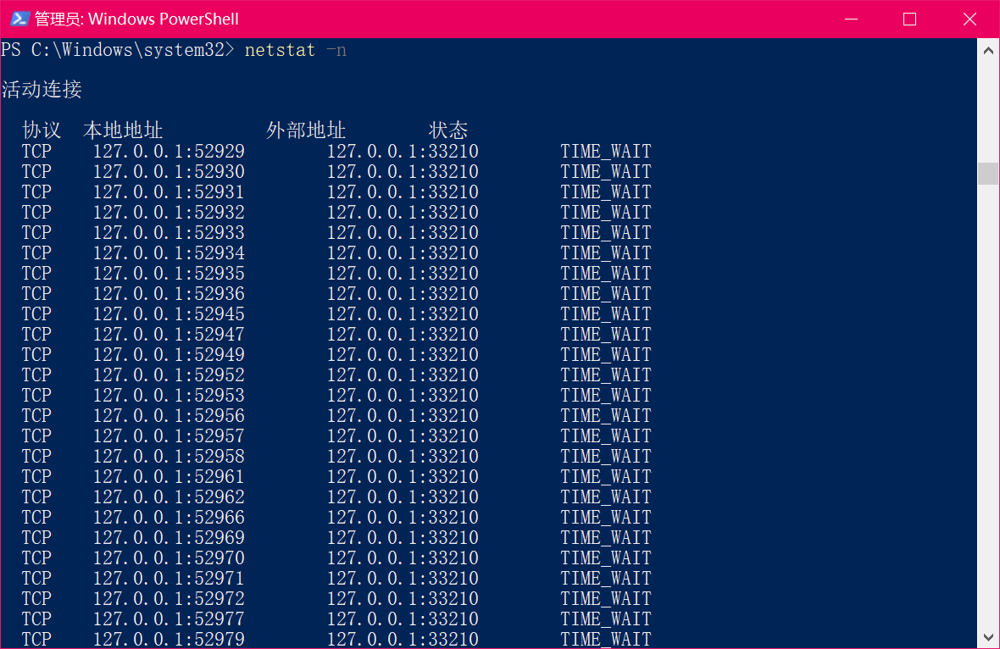 管理员: Windows PowerShell
PS C:\Windows\system32> netstat -n
活动连接
协议 本地地址 外部地址 状态
TCP 127.0.0.1:52929 127.0.0.1:33210 TIME_WAIT
TCP 127.0.0.1:52930 127.0.0.1:33210 TIME_WAIT
TCP 127.0.0.1:52931 127.0.0.1:33210 TIME_WAIT
TCP 127.0.0.1:52932 127.0.0.1:33210 TIME_WAIT
TCP 127.0.0.1:52933 127.0.0.1:33210 TIME_WAIT
TCP 127.0.0.1:52934 127.0.0.1:33210 TIME_WAIT
TCP 127.0.0.1:52935 127.0.0.1:33210 TIME_WAIT
TCP 127.0.0.1:52936 127.0.0.1:33210 TIME_WAIT
TCP 127.0.0.1:52945 127.0.0.1:33210 TIME_WAIT
TCP 127.0.0.1:52947 127.0.0.1:33210 TIME_WAIT
TCP 127.0.0.1:52949 127.0.0.1:33210 TIME_WAIT
TCP 127.0.0.1:52952 127.0.0.1:33210 TIME_WAIT
TCP 127.0.0.1:52953 127.0.0.1:33210 TIME_WAIT
TCP 127.0.0.1:52956 127.0.0.1:33210 TIME_WAIT
TCP 127.0.0.1:52957 127.0.0.1:33210 TIME_WAIT
TCP 127.0.0.1:52958 127.0.0.1:33210 TIME_WAIT
TCP 127.0.0.1:52961 127.0.0.1:33210 TIME_WAIT
TCP 127.0.0.1:52962 127.0.0.1:33210 TIME_WAIT
TCP 127.0.0.1:52966 127.0.0.1:33210 TIME_WAIT
TCP 127.0.0.1:52969 127.0.0.1:33210 TIME_WAIT
TCP 127.0.0.1:52970 127.0.0.1:33210 TIME_WAIT
TCP 127.0.0.1:52971 127.0.0.1:33210 TIME_WAIT
TCP 127.0.0.1:52972 127.0.0.1:33210 TIME_WAIT
TCP 127.0.0.1:52977 127.0.0.1:33210 TIME_WAIT
TCP 127.0.0.1:52979 127.0.0.1:33210 TIME_WAIT